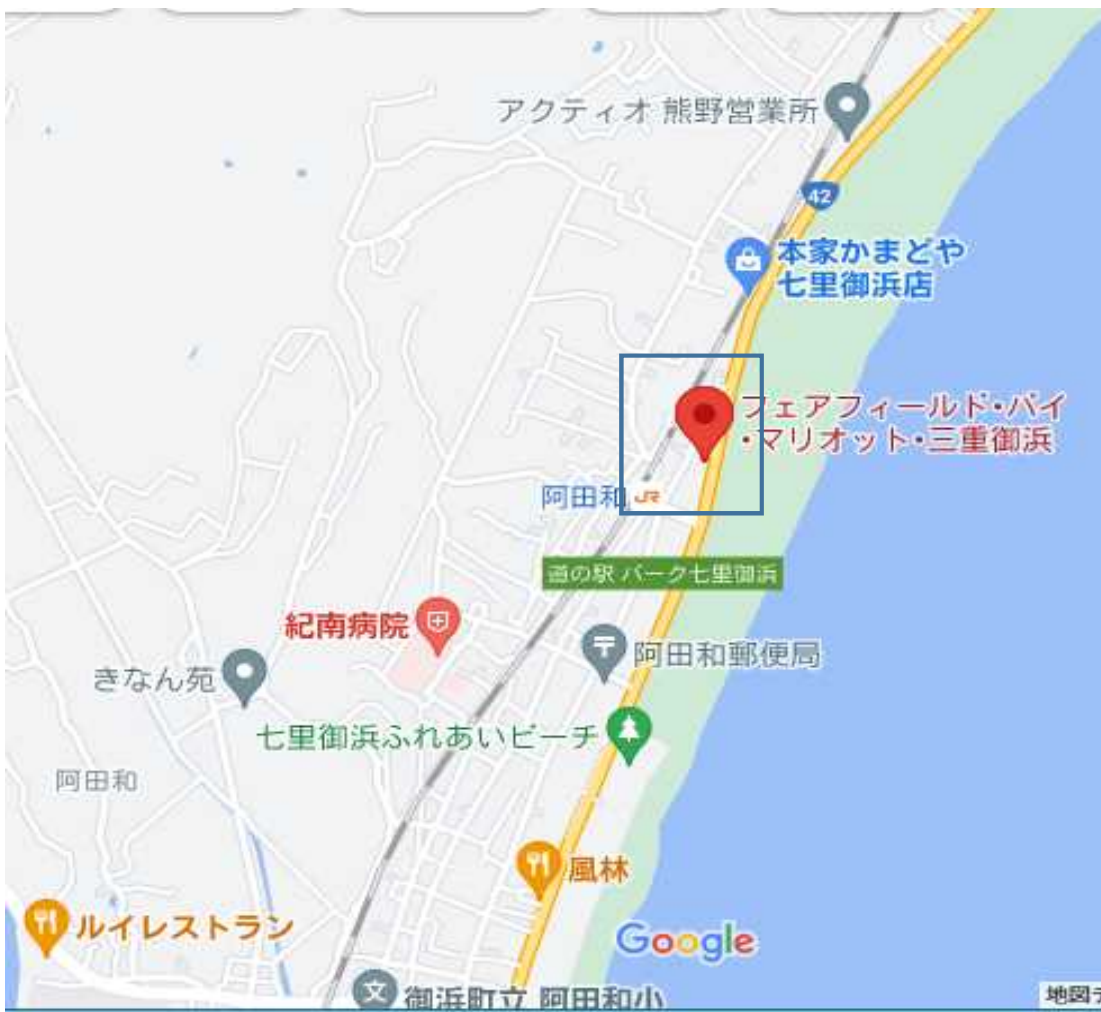 アクティオ 熊野営業所
42
本家かまどや
七里御浜店
フェアフィールド・バイ
・マリオット・三重御浜
阿田和
JR
道の駅 パーク七里御浜
紀南病院
阿田和郵便局
きなん苑
七里御浜ふれあいビーチ
阿田和
風林
ルイレストラン
Google
御浜町立 阿田和小
地図デ